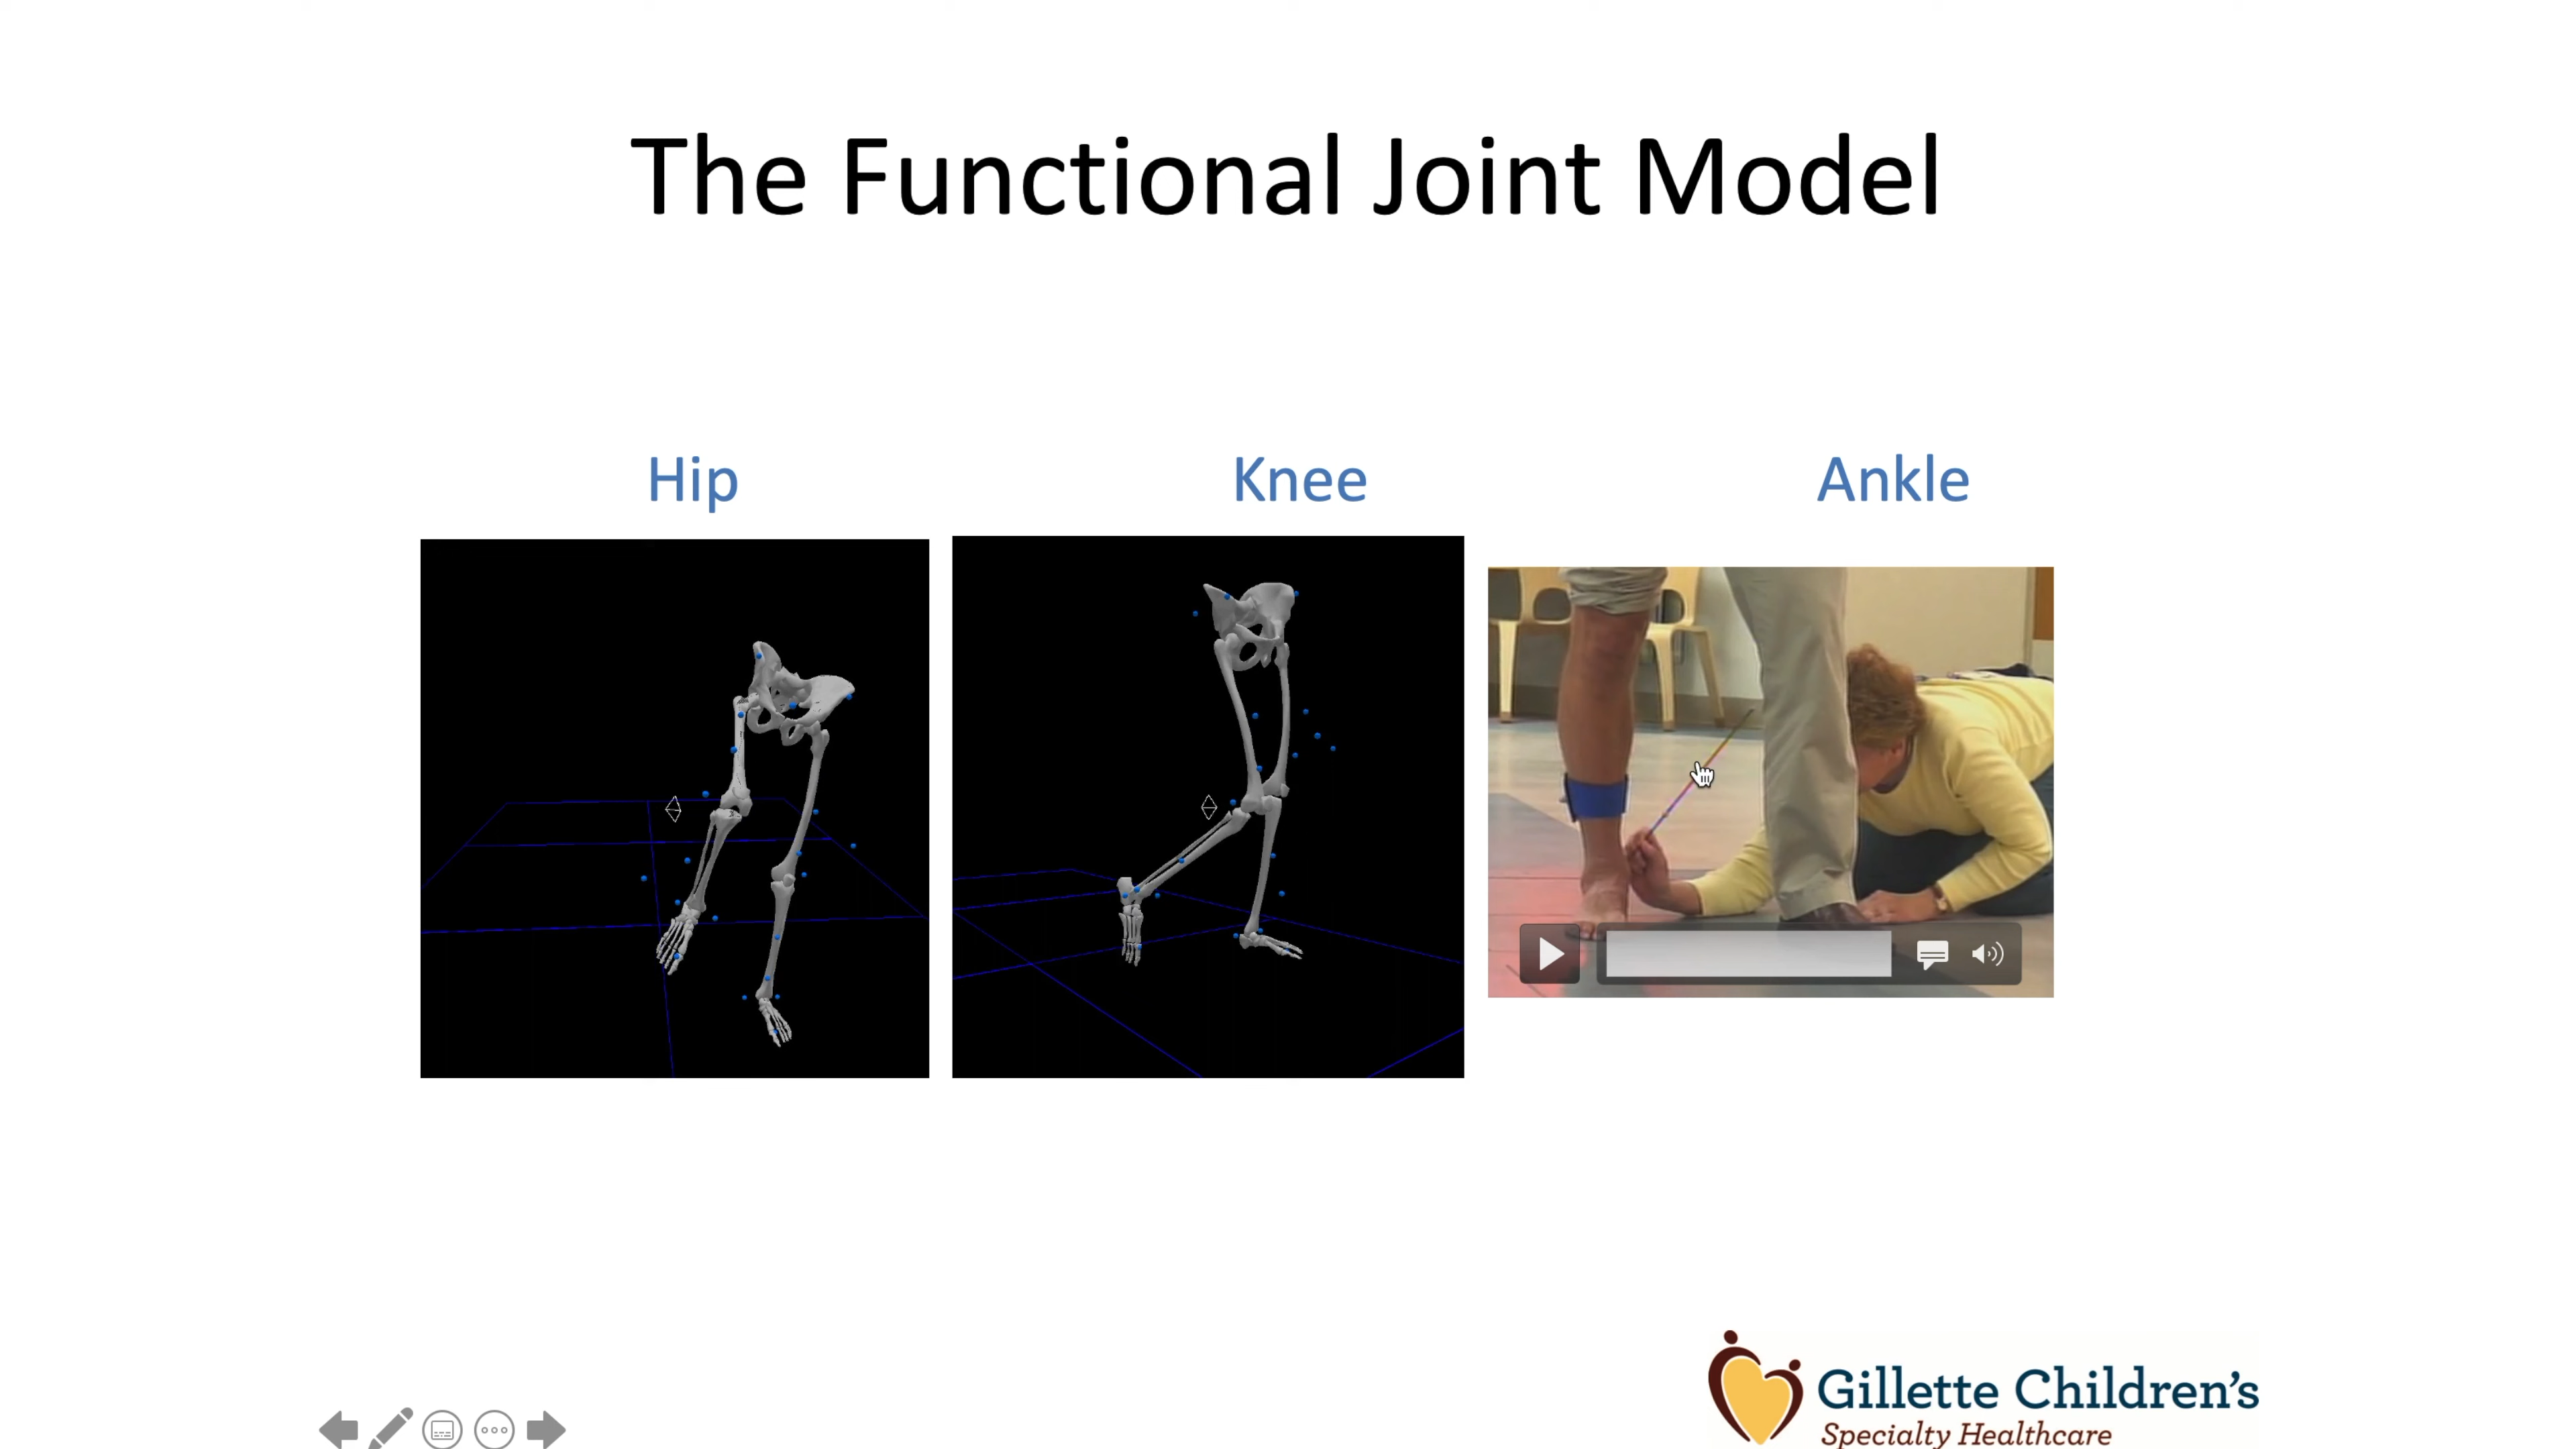 The Functional Joint Model
Hip
Knee
Ankle
Gillette Children's
Specialty Healthcare